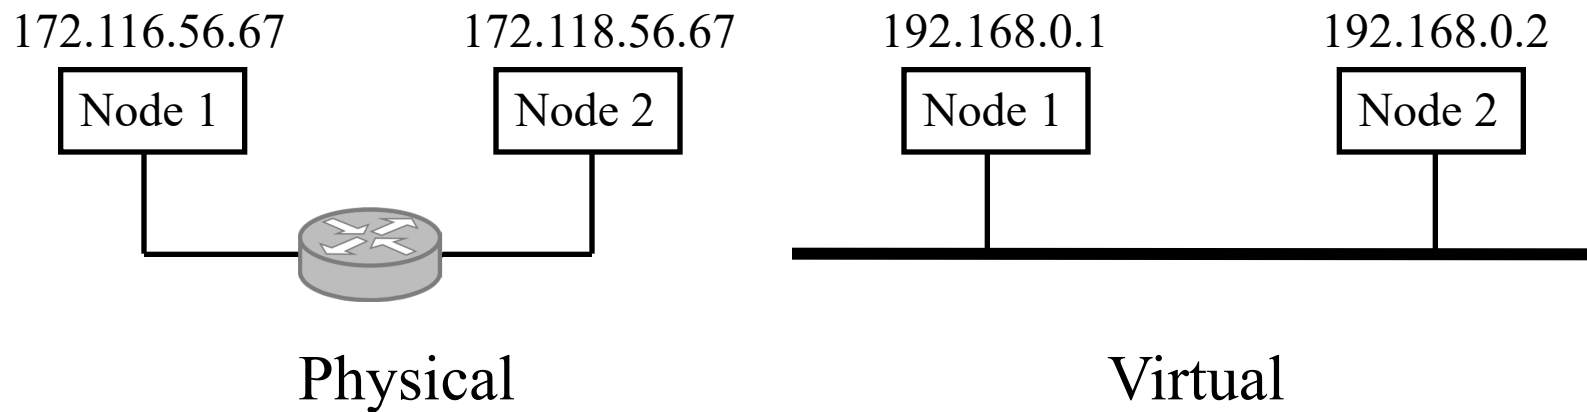 172.116.56.67
172.118.56.67
192.168.0.1
192.168.0.2
Node 1
Node 2
Node 1
Node 2
Physical
Virtual